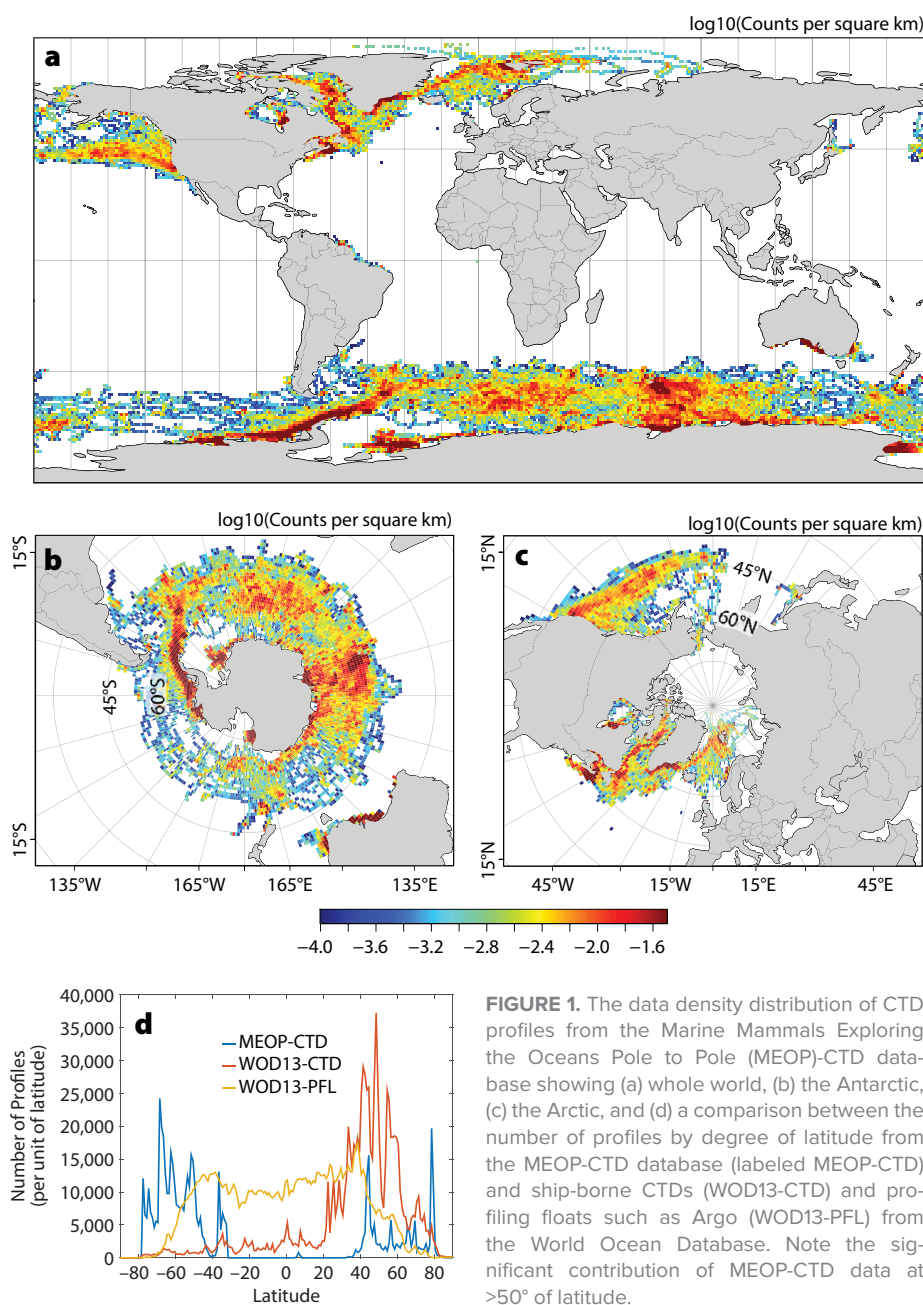 log10(Counts per square km)
a
log10(Counts per square km)
log10(Counts per square km)
b
c
15°S
15°N
45°N
60°N
45°S
60°S
15°S
15°N
135°W 165°W 165°E 135°E
45°W 15°W 15°E 45°E
−4.0 −3.6 −3.2 −2.8 −2.4 −2.0 −1.6
d
40,000
35,000
30,000
25,000
20,000
15,000
10,000
5,000
0
Number of Profiles
(per unit of latitude)
MEOP-CTD
WOD13-CTD
WOD13-PFL
−80 −60 −40 −20 0 20 40 60 80
Latitude
FIGURE 1. The data density distribution of CTD
profiles from the Marine Mammals Exploring
the Oceans Pole to Pole (MEOP)-CTD data-
base showing (a) whole world, (b) the Antarctic,
(c) the Arctic, and (d) a comparison between the
number of profiles by degree of latitude from
the MEOP-CTD database (labeled MEOP-CTD)
and ship-borne CTDs (WOD13-CTD) and pro-
filing floats such as Argo (WOD13-PFL) from
the World Ocean Database. Note the sig-
nificant contribution of MEOP-CTD data at
>50° of latitude.